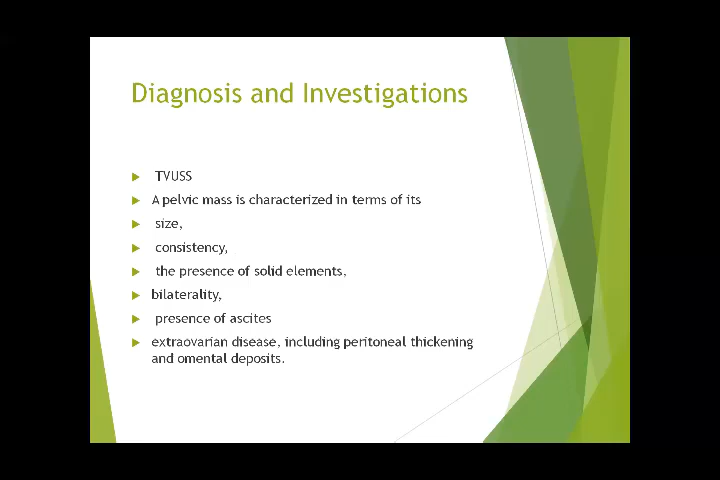 Diagnosis and Investigations
TVUSS
A pelvic mass is characterized in terms of its
size,
consistency,
the presence of solid elements,
bilaterality,
presence of ascites
extraovarian disease, including peritoneal thickening
and omental deposits.